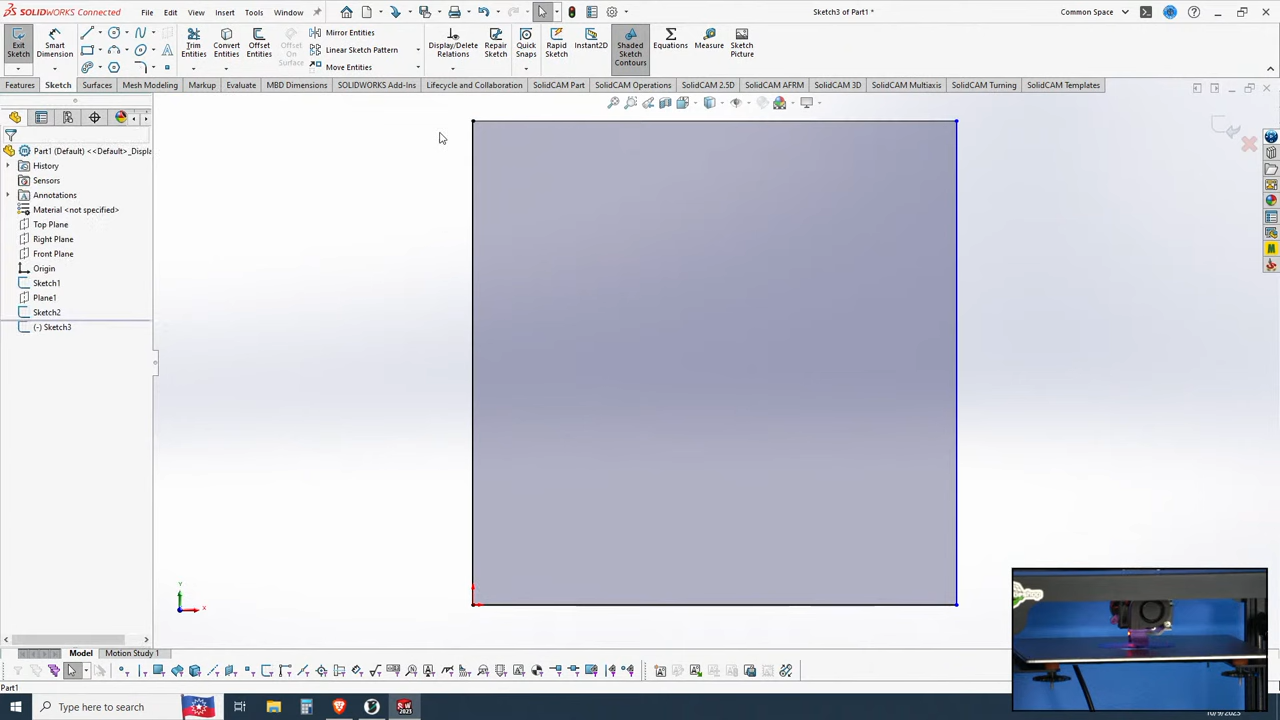 SOLIDWORKS Connected File Edit View Insert Tools Window Sketch3 of Part1 * Common Space
Exit Sketch Smart Dimension Trim Entities Convert Entities Offset Entities Offset On Surface Mirror Entities Linear Sketch Pattern Move Entities Display/Delete Relations Repair Sketch Quick Snaps Rapid Sketch Instant2D Shaded Sketch Contours Equations Measure Sketch Picture
Features Sketch Surfaces Mesh Modeling Markup Evaluate MBD Dimensions SOLIDWORKS Add-Ins Lifecycle and Collaboration SolidCAM Part SolidCAM Operations SolidCAM 2.5D SolidCAM AFRM SolidCAM 3D SolidCAM Multiaxis SolidCAM Turning SolidCAM Templates
Part1 (Default) <<Default>_Displa
History
Sensors
Annotations
Material <not specified>
Top Plane
Right Plane
Front Plane
Origin
Sketch1
Plane1
Sketch2
(-) Sketch3
Y
X
Model Motion Study 1
Part1
Type here to search
10/9/2023